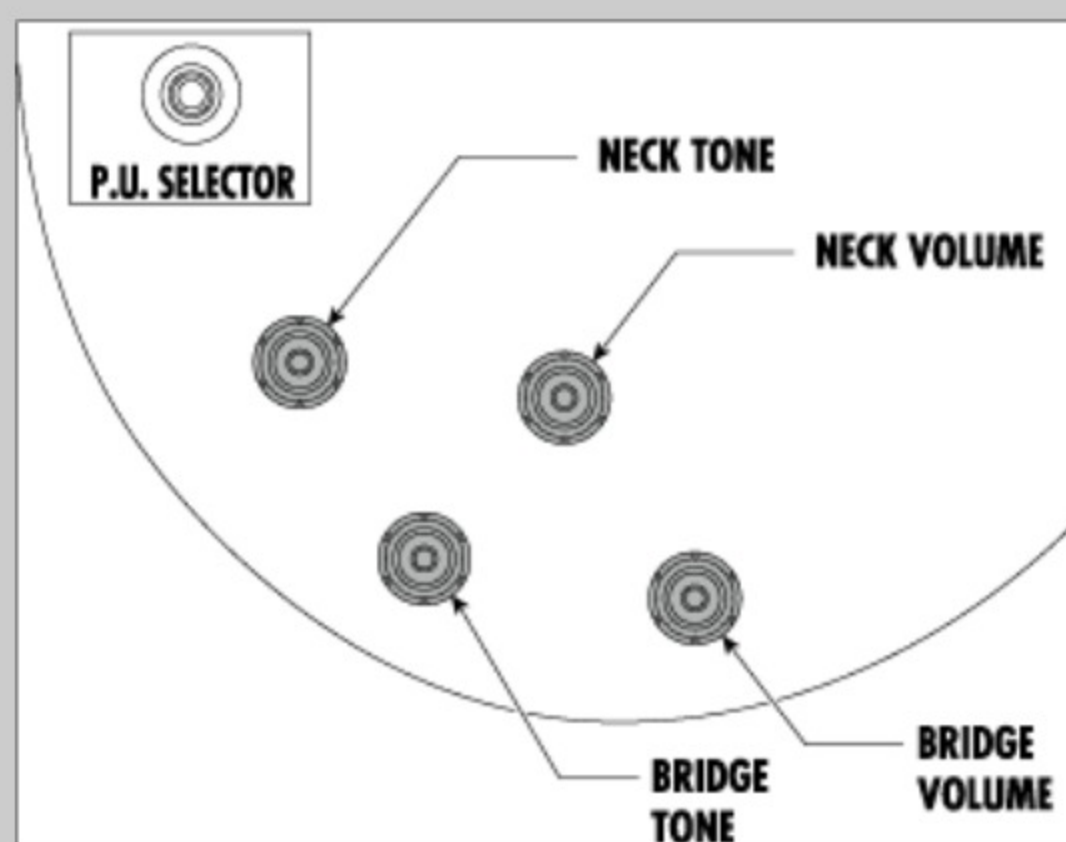 P.U. SELECTOR
NECK TONE
NECK VOLUME
BRIDGE
TONE
BRIDGE
VOLUME